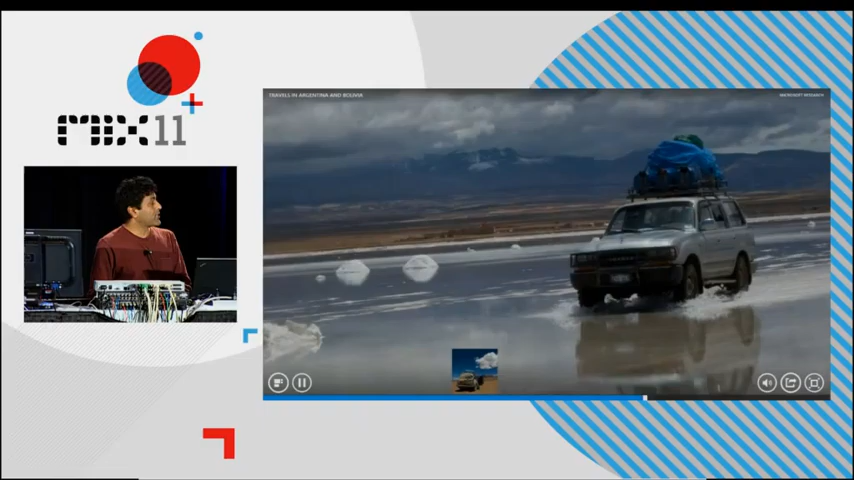 MIX11
TRAVELS IN ARGENTINA AND BOLIVIA
MICROSOFT RESEARCH